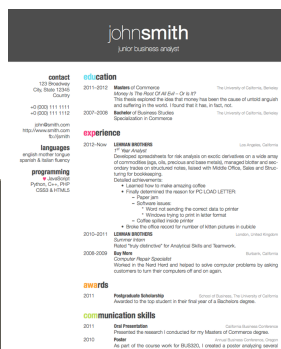 johnsmith
junior business analyst
contact
123 Broadway
City, State 12345
Country
+0 (000) 111 1111
+0 (000) 111 1112
john@smith.com
http://www.smith.com
fb://jsmith
languages
english mother tongue
spanish & italian fluency
programming
♥ JavaScript
Python, C++, PHP
CSS3 & HTML5
education
2011–2012 Masters of Commerce The University of California, Berkeley
Money Is The Root Of All Evil – Or Is It?
This thesis explored the idea that money has been the cause of untold anguish
and suffering in the world. I found that it has, in fact, not.
2007–2008 Bachelor of Business Studies The University of California, Berkeley
Specialization in Commerce
experience
2012–Now LEHMAN BROTHERS Los Angeles, California
1ST Year Analyst
Developed spreadsheets for risk analysis on exotic derivatives on a wide array
of commodities (ags, oils, precious and base metals), managed blotter and sec-
ondary trades on structured notes, liaised with Middle Office, Sales and Struc-
turing for bookkeeping.
Detailed achievements:
• Learned how to make amazing coffee
• Finally determined the reason for PC LOAD LETTER:
– Paper jam
– Software issues:
* Word not sending the correct data to printer
* Windows trying to print in letter format
– Coffee spilled inside printer
• Broke the office record for number of kitten pictures in cubicle
2010–2011 LEHMAN BROTHERS London, United Kingdom
Summer Intern
Rated "truly distinctive" for Analytical Skills and Teamwork.
2008–2009 Buy More Burbank, California
Computer Repair Specialist
Worked in the Nerd Herd and helped to solve computer problems by asking
customers to turn their computers off and on again.
awards
2011 Postgraduate Scholarship School of Business, The University of California
Awarded to the top student in their final year of a Bachelors degree.
communication skills
2011 Oral Presentation California Business Conference
Presented the research I conducted for my Masters of Commerce degree.
2010 Poster Annual Business Conference, Oregon
As part of the course work for BUS320, I created a poster analyzing several